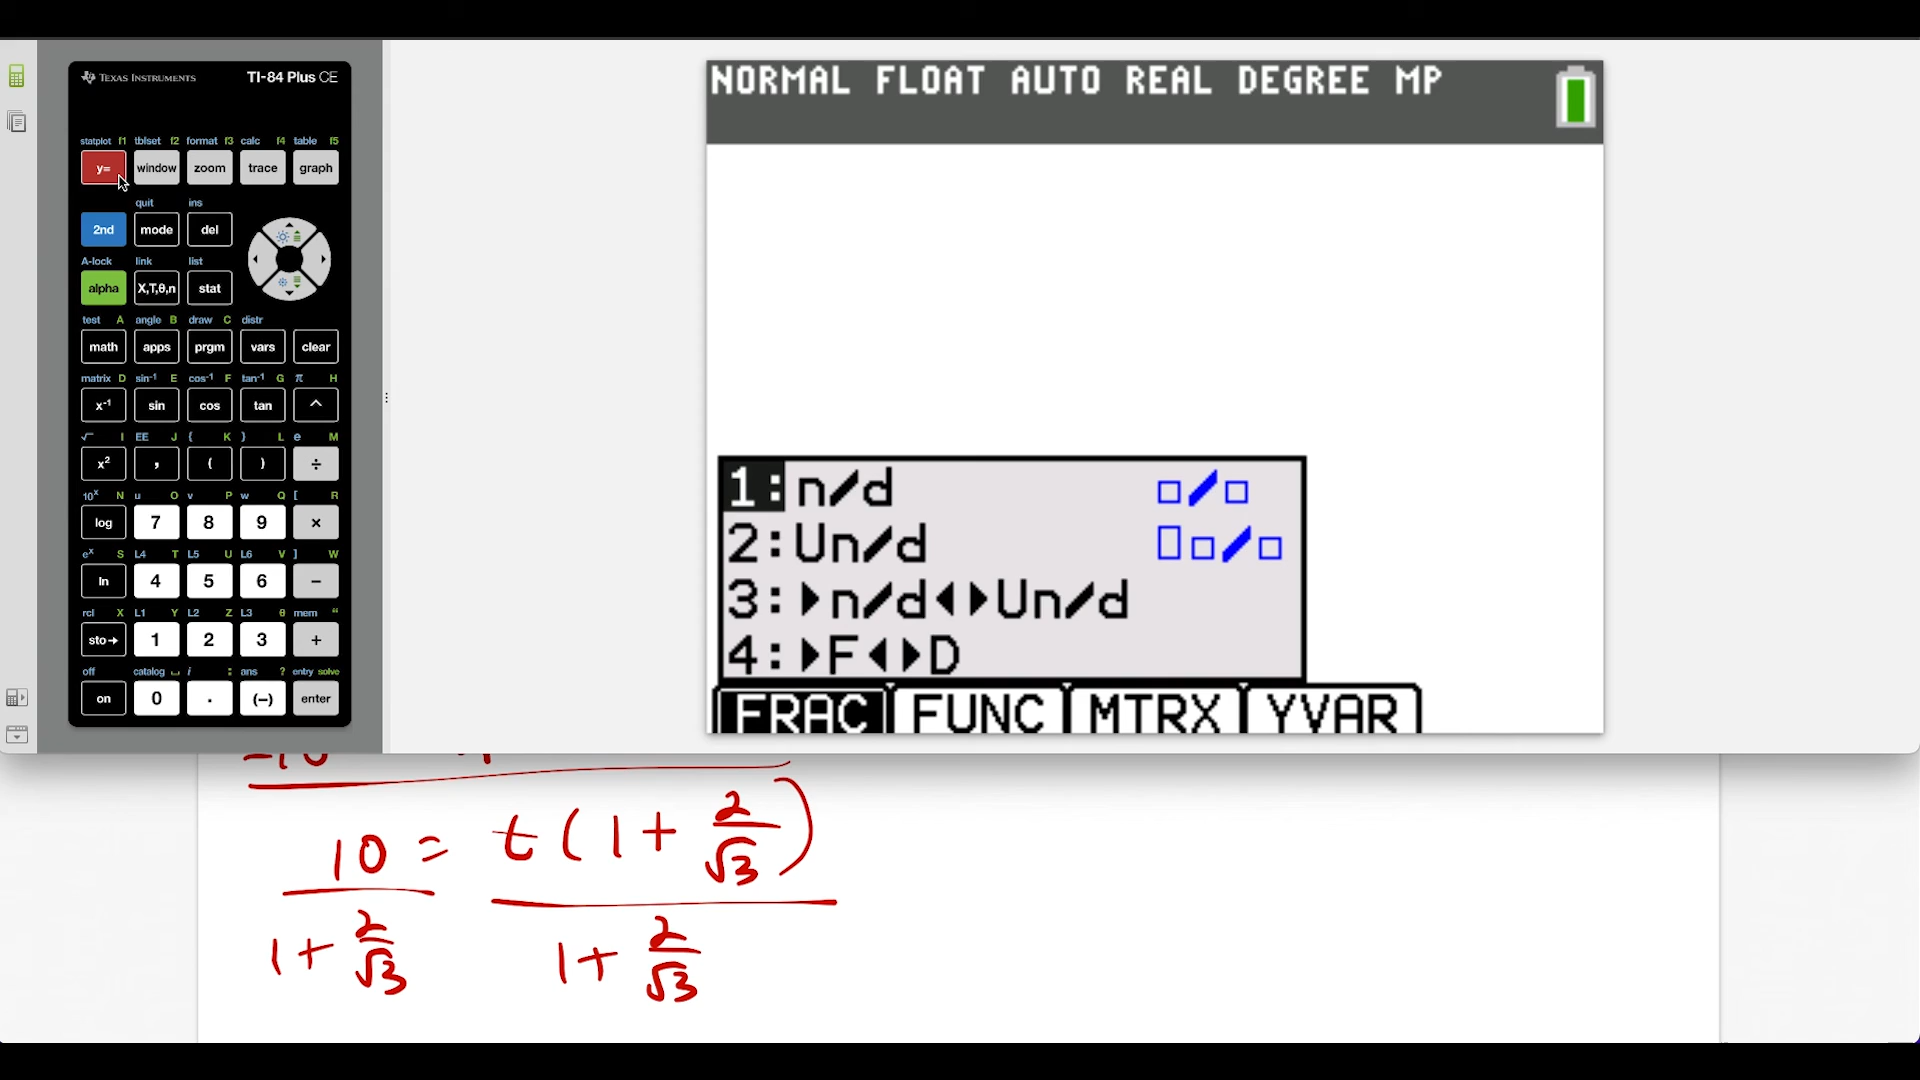 TEXAS INSTRUMENTS TI-84 Plus CE
statplot f1 tblset f2 format f3 calc f4 table f5
y= window zoom trace graph
quit ins
2nd mode del
A-lock link list
alpha X,T,θ,n stat
test A angle B draw C distr
math apps prgm vars clear
matrix D sin⁻¹ E cos⁻¹ F tan⁻¹ G π H
x⁻¹ sin cos tan ^
√ I EE J { K } L e M
x² , ( ) ÷
10ˣ N u O v P w Q [ R
log 7 8 9 ×
eˣ S L4 T L5 U L6 V ] W
ln 4 5 6 −
rcl X L1 Y L2 Z L3 θ mem "
sto→ 1 2 3 +
off catalog ␣ i : ans ? entry solve
on 0 . (−) enter
NORMAL FLOAT AUTO REAL DEGREE MP
1: n/d □/□
2: Un/d □□/□
3: ▶n/d◀▶Un/d
4: ▶F◀▶D
FRAC FUNC MTRX YVAR
10 = t(1 + 2/√3)
1 + 2/√3 1 + 2/√3